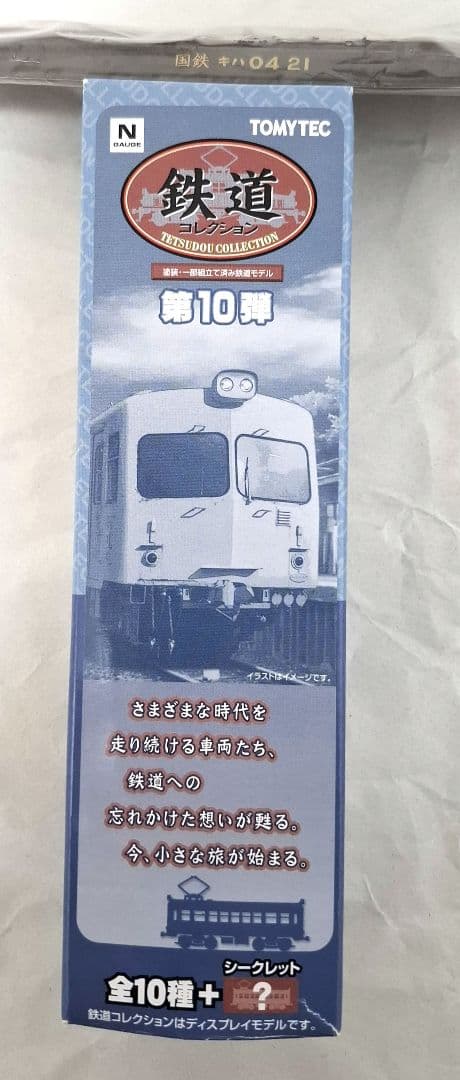 国鉄 キハ 04 21
N
GAUGE
TOMYTEC
鉄道
コレクション
TETSUDOU COLLECTION
塗装・一部組立て済み鉄道モデル
第10弾
イラストはイメージです。
さまざまな時代を
走り続ける車両たち、
鉄道への
忘れかけた想いが甦る。
今、小さな旅が始まる。
シークレット
全10種+?
鉄道コレクションはディスプレイモデルです。